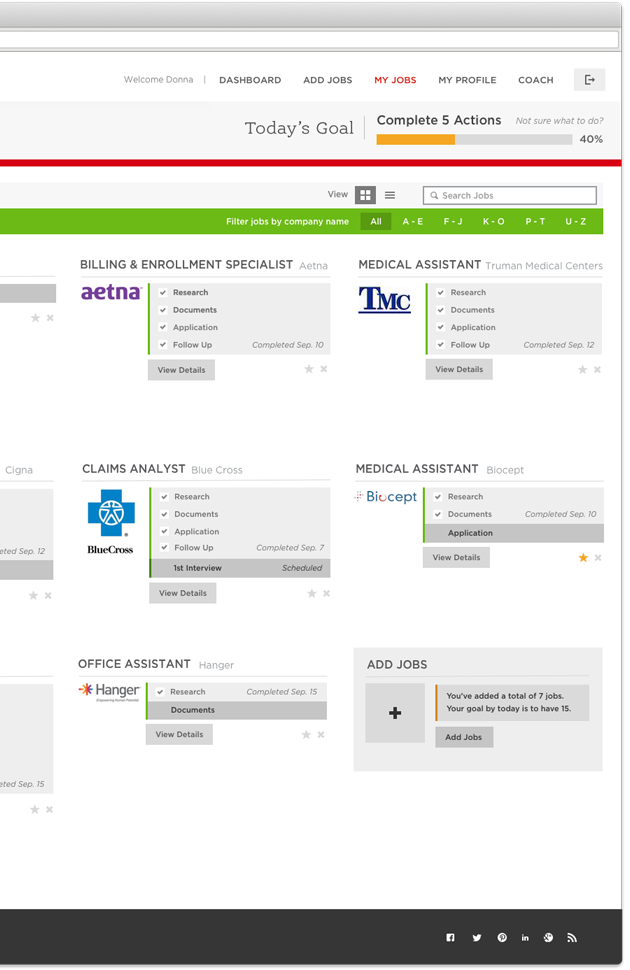 Welcome Donna | DASHBOARD ADD JOBS MY JOBS MY PROFILE COACH
Today's Goal
Complete 5 Actions Not sure what to do?
40%
View Search Jobs
Filter jobs by company name All A - E F - J K - O P - T U - Z
BILLING & ENROLLMENT SPECIALIST Aetna
aetna
Research
Documents
Application
Follow Up Completed Sep. 10
View Details
MEDICAL ASSISTANT Truman Medical Centers
TMC
Research
Documents
Application
Follow Up Completed Sep. 12
View Details
Cigna
eted Sep. 12
CLAIMS ANALYST Blue Cross
BlueCross
Research
Documents
Application
Follow Up Completed Sep. 7
1st Interview Scheduled
View Details
MEDICAL ASSISTANT Biocept
Biocept
Research
Documents Completed Sep. 10
Application
View Details
eted Sep. 15
OFFICE ASSISTANT Hanger
Hanger
Research Completed Sep. 15
Documents
View Details
ADD JOBS
You've added a total of 7 jobs.
Your goal by today is to have 15.
Add Jobs